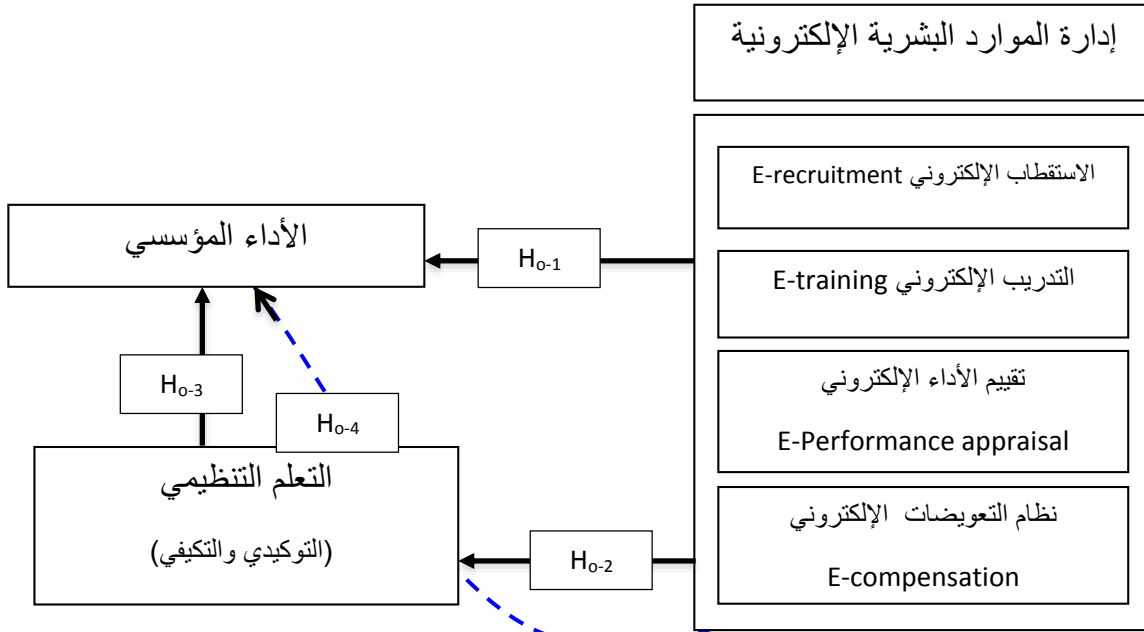 إدارة الموارد البشرية الإلكترونية
الاستقطاب الإلكتروني E-recruitment
التدريب الإلكتروني E-training
تقييم الأداء الإلكتروني
E-Performance appraisal
نظام التعويضات الإلكتروني
E-compensation
Ho-1
الأداء المؤسسي
Ho-3
Ho-4
التعلم التنظيمي
(التوكيدي والتكيفي)
Ho-2